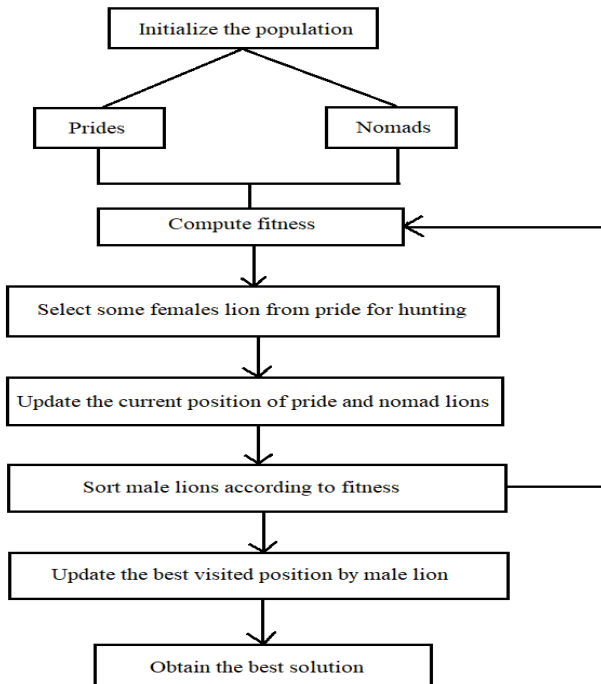 Initialize the population
Prides
Nomads
Compute fitness
Select some females lion from pride for hunting
Update the current position of pride and nomad lions
Sort male lions according to fitness
Update the best visited position by male lion
Obtain the best solution